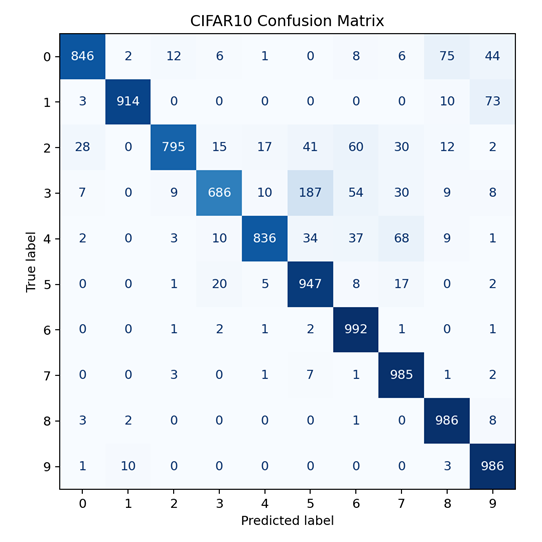 CIFAR10 Confusion Matrix
True label
0 846 2 12 6 1 0 8 6 75 44
1 3 914 0 0 0 0 0 0 10 73
2 28 0 795 15 17 41 60 30 12 2
3 7 0 9 686 10 187 54 30 9 8
4 2 0 3 10 836 34 37 68 9 1
5 0 0 1 20 5 947 8 17 0 2
6 0 0 1 2 1 2 992 1 0 1
7 0 0 3 0 1 7 1 985 1 2
8 3 2 0 0 0 0 1 0 986 8
9 1 10 0 0 0 0 0 0 3 986
0 1 2 3 4 5 6 7 8 9
Predicted label